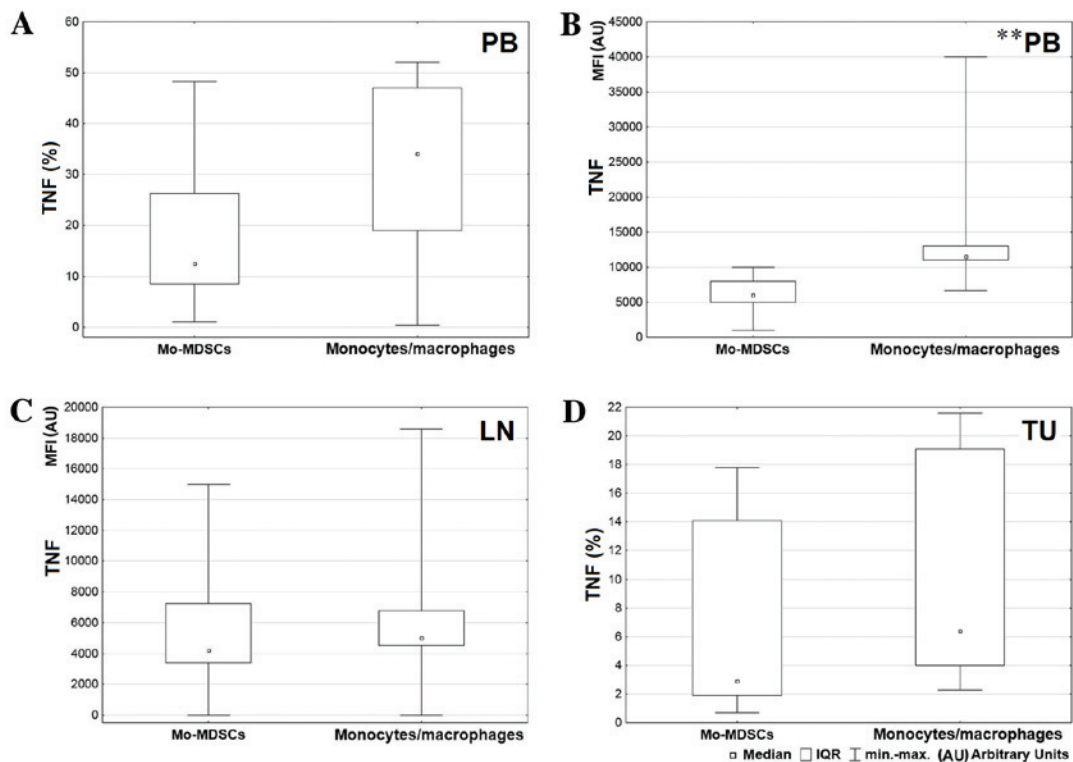 A
PB
TNF (%)
60
50
40
30
20
10
0
Mo-MDSCs
Monocytes/macrophages
B
**PB
TNF
MFI (AU)
45000
40000
35000
30000
25000
20000
15000
10000
5000
0
Mo-MDSCs
Monocytes/macrophages
C
LN
TNF
MFI (AU)
20000
18000
16000
14000
12000
10000
8000
6000
4000
2000
0
Mo-MDSCs
Monocytes/macrophages
D
TU
TNF (%)
22
20
18
16
14
12
10
8
6
4
2
0
Mo-MDSCs
Monocytes/macrophages
Median IQR min.-max. (AU) Arbitrary Units